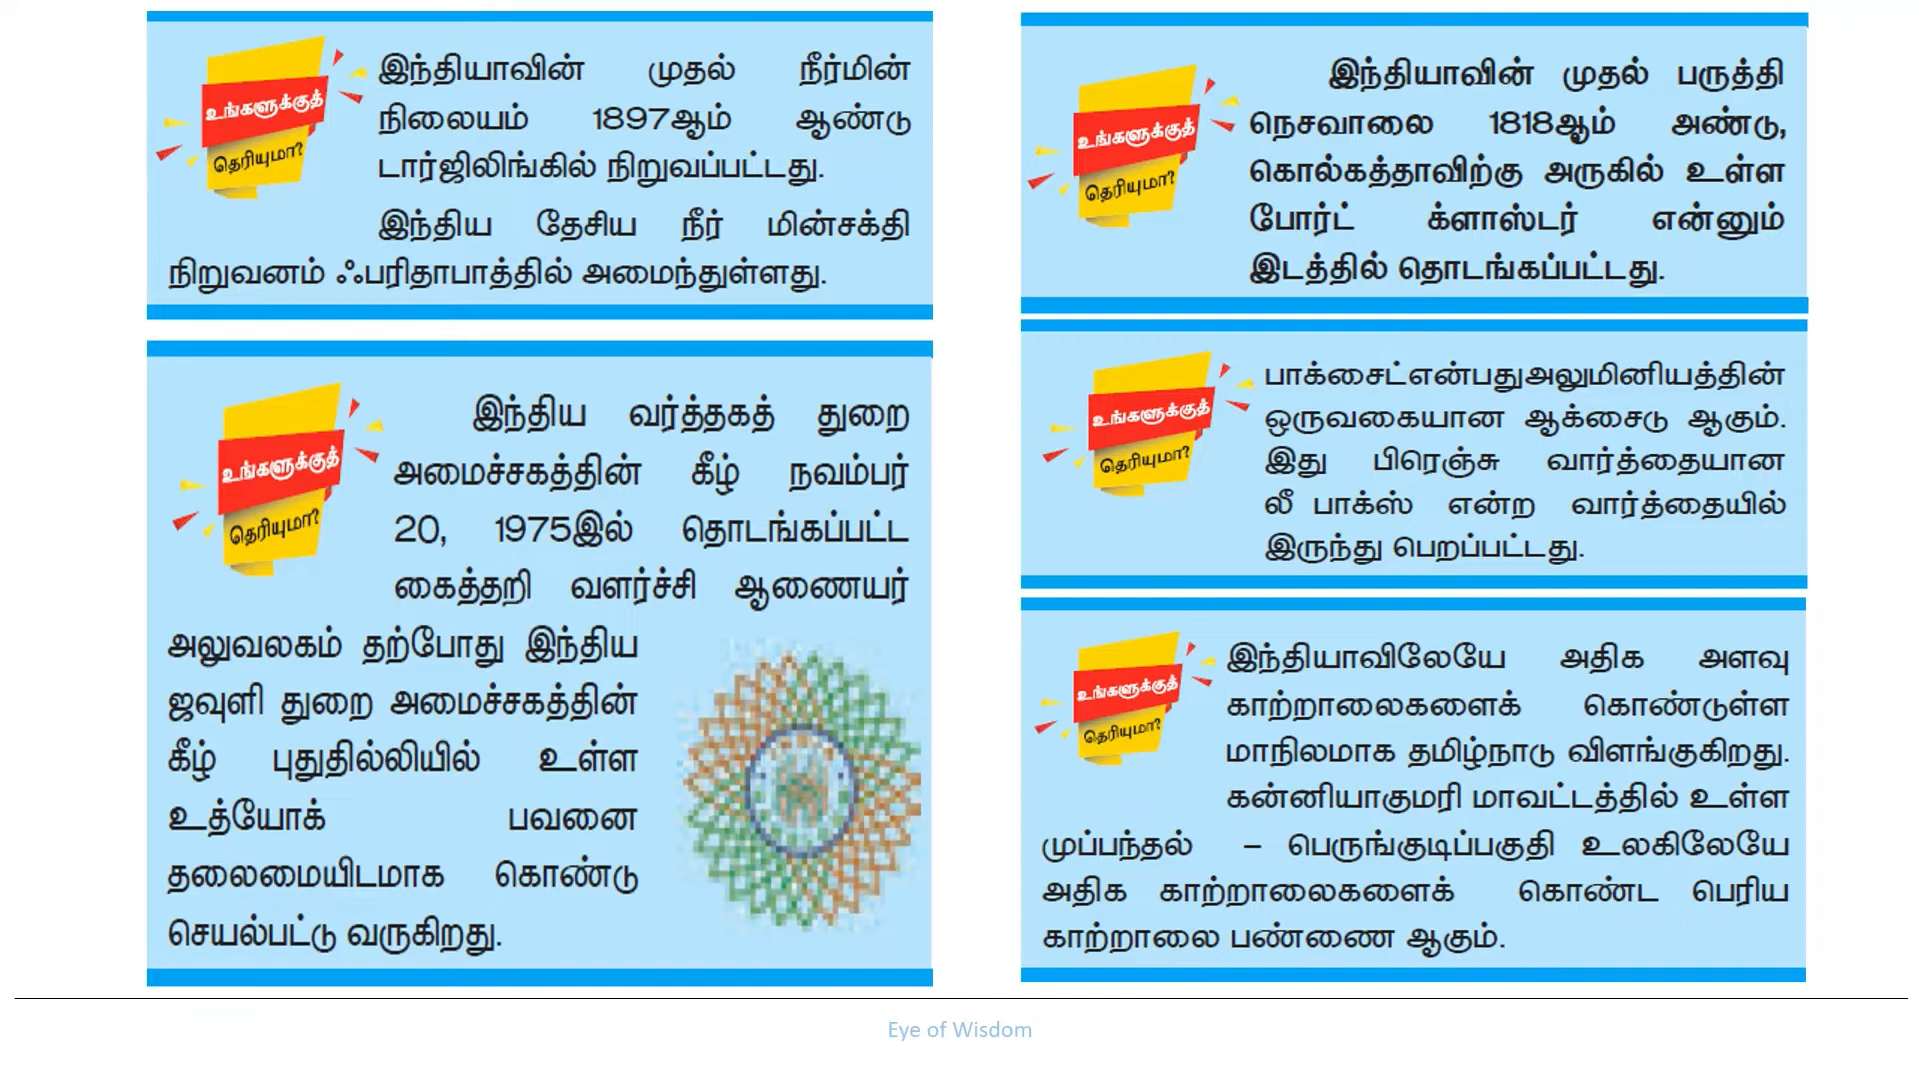 உங்களுக்குத்
தெரியுமா?
இந்தியாவின் முதல் நீர்மின்
நிலையம் 1897ஆம் ஆண்டு
டார்ஜிலிங்கில் நிறுவப்பட்டது.
இந்திய தேசிய நீர் மின்சக்தி
நிறுவனம் ஃபரிதாபாத்தில் அமைந்துள்ளது.
உங்களுக்குத்
தெரியுமா?
இந்திய வர்த்தகத் துறை
அமைச்சகத்தின் கீழ் நவம்பர்
20, 1975இல் தொடங்கப்பட்ட
கைத்தறி வளர்ச்சி ஆணையர்
அலுவலகம் தற்போது இந்திய
ஜவுளி துறை அமைச்சகத்தின்
கீழ் புதுதில்லியில் உள்ள
உத்யோக் பவனை
தலைமையிடமாக கொண்டு
செயல்பட்டு வருகிறது.
உங்களுக்குத்
தெரியுமா?
இந்தியாவின் முதல் பருத்தி
நெசவாலை 1818ஆம் அண்டு,
கொல்கத்தாவிற்கு அருகில் உள்ள
போர்ட் க்ளாஸ்டர் என்னும்
இடத்தில் தொடங்கப்பட்டது.
உங்களுக்குத்
தெரியுமா?
பாக்சைட்என்பதுஅலுமினியத்தின்
ஒருவகையான ஆக்சைடு ஆகும்.
இது பிரெஞ்சு வார்த்தையான
லீ பாக்ஸ் என்ற வார்த்தையில்
இருந்து பெறப்பட்டது.
உங்களுக்குத்
தெரியுமா?
இந்தியாவிலேயே அதிக அளவு
காற்றாலைகளைக் கொண்டுள்ள
மாநிலமாக தமிழ்நாடு விளங்குகிறது.
கன்னியாகுமரி மாவட்டத்தில் உள்ள
முப்பந்தல் – பெருங்குடிப்பகுதி உலகிலேயே
அதிக காற்றாலைகளைக் கொண்ட பெரிய
காற்றாலை பண்ணை ஆகும்.
Eye of Wisdom